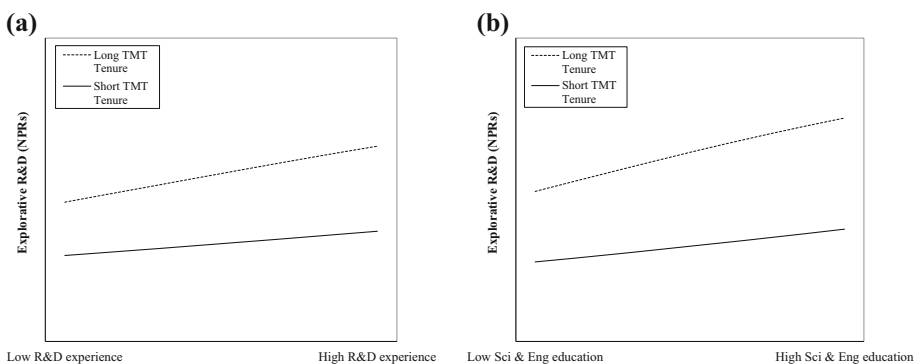 (a)
Long TMT
Tenure
Short TMT
Tenure
Explorative R&D (NPRs)
Low R&D experience
High R&D experience
(b)
Long TMT
Tenure
Short TMT
Tenure
Explorative R&D (NPRs)
Low Sci & Eng education
High Sci & Eng education